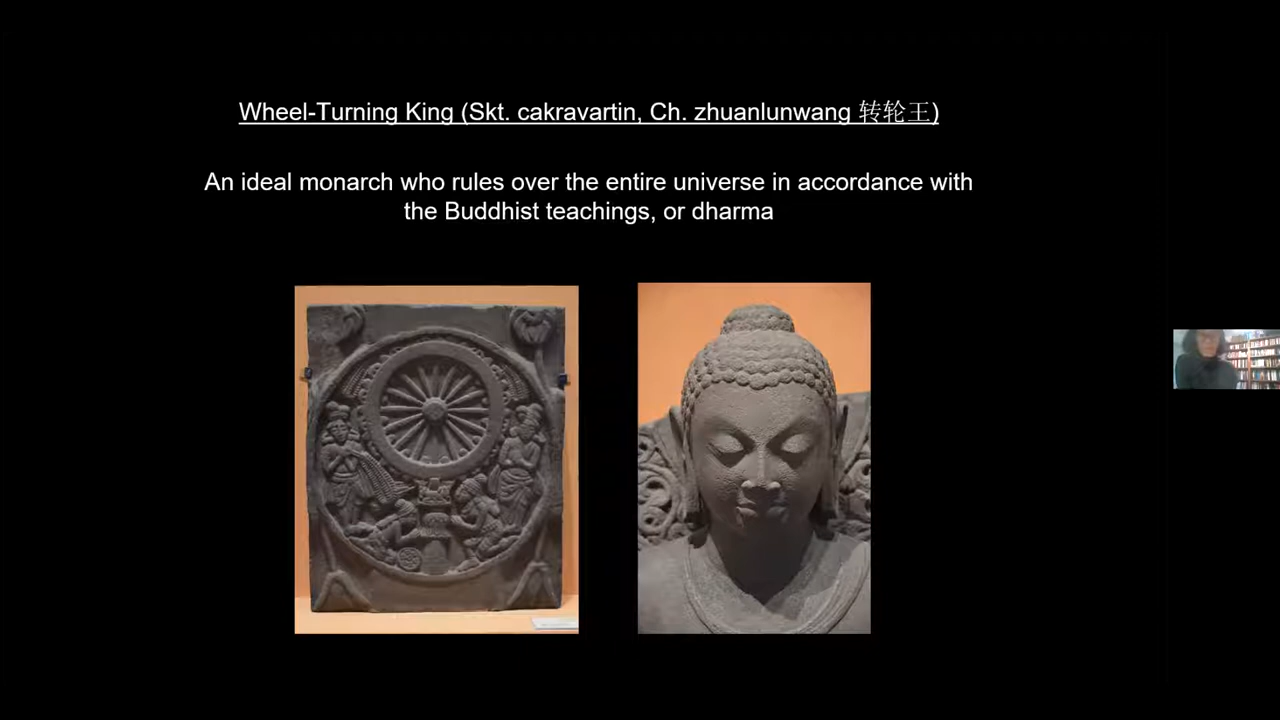 Wheel-Turning King (Skt. cakravartin, Ch. zhuanlunwang 转轮王)
An ideal monarch who rules over the entire universe in accordance with
the Buddhist teachings, or dharma